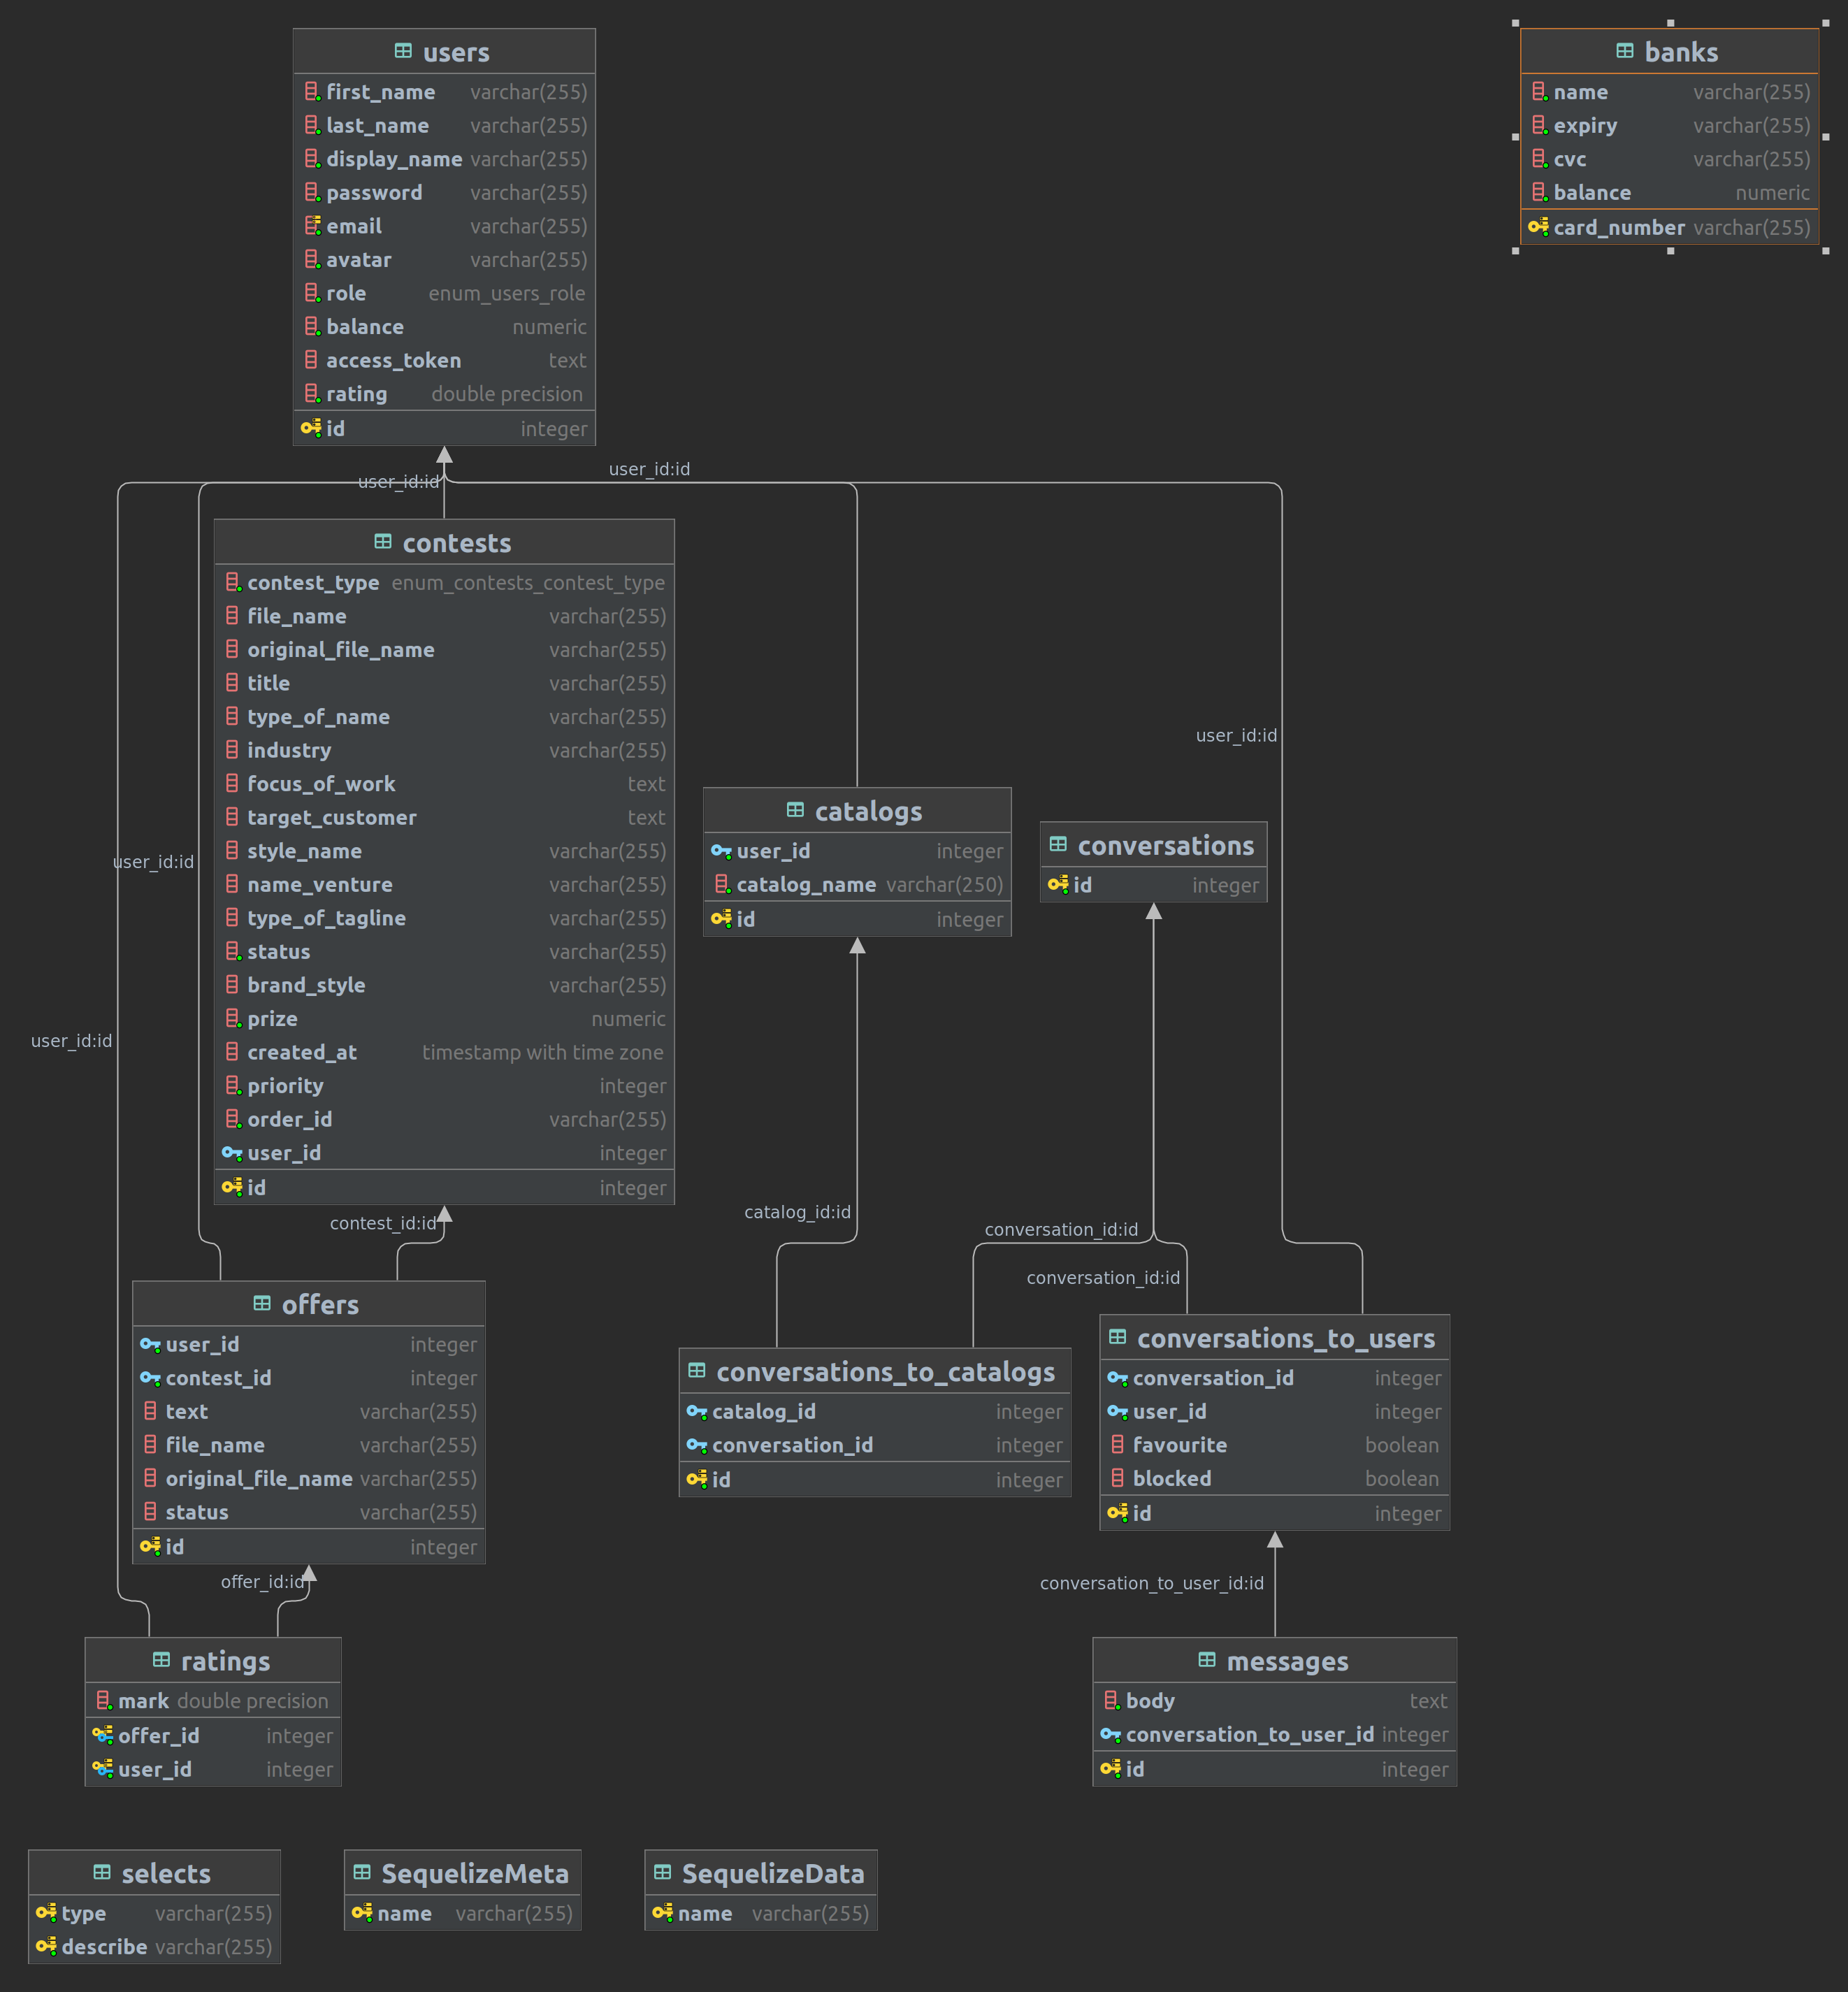 users
first_name varchar(255)
last_name varchar(255)
display_name varchar(255)
password varchar(255)
email varchar(255)
avatar varchar(255)
role enum_users_role
balance numeric
access_token text
rating double precision
id integer
banks
name varchar(255)
expiry varchar(255)
cvc varchar(255)
balance numeric
card_number varchar(255)
user_id:id
user_id:id
user_id:id
user_id:id
user_id:id
contests
contest_type enum_contests_contest_type
file_name varchar(255)
original_file_name varchar(255)
title varchar(255)
type_of_name varchar(255)
industry varchar(255)
focus_of_work text
target_customer text
style_name varchar(255)
name_venture varchar(255)
type_of_tagline varchar(255)
status varchar(255)
brand_style varchar(255)
prize numeric
created_at timestamp with time zone
priority integer
order_id varchar(255)
user_id integer
id integer
catalogs
user_id integer
catalog_name varchar(250)
id integer
conversations
id integer
contest_id:id
catalog_id:id
conversation_id:id
conversation_id:id
offers
user_id integer
contest_id integer
text varchar(255)
file_name varchar(255)
original_file_name varchar(255)
status varchar(255)
id integer
conversations_to_catalogs
catalog_id integer
conversation_id integer
id integer
conversations_to_users
conversation_id integer
user_id integer
favourite boolean
blocked boolean
id integer
offer_id:id
conversation_to_user_id:id
ratings
mark double precision
offer_id integer
user_id integer
messages
body text
conversation_to_user_id integer
id integer
selects
type varchar(255)
describe varchar(255)
SequelizeMeta
name varchar(255)
SequelizeData
name varchar(255)